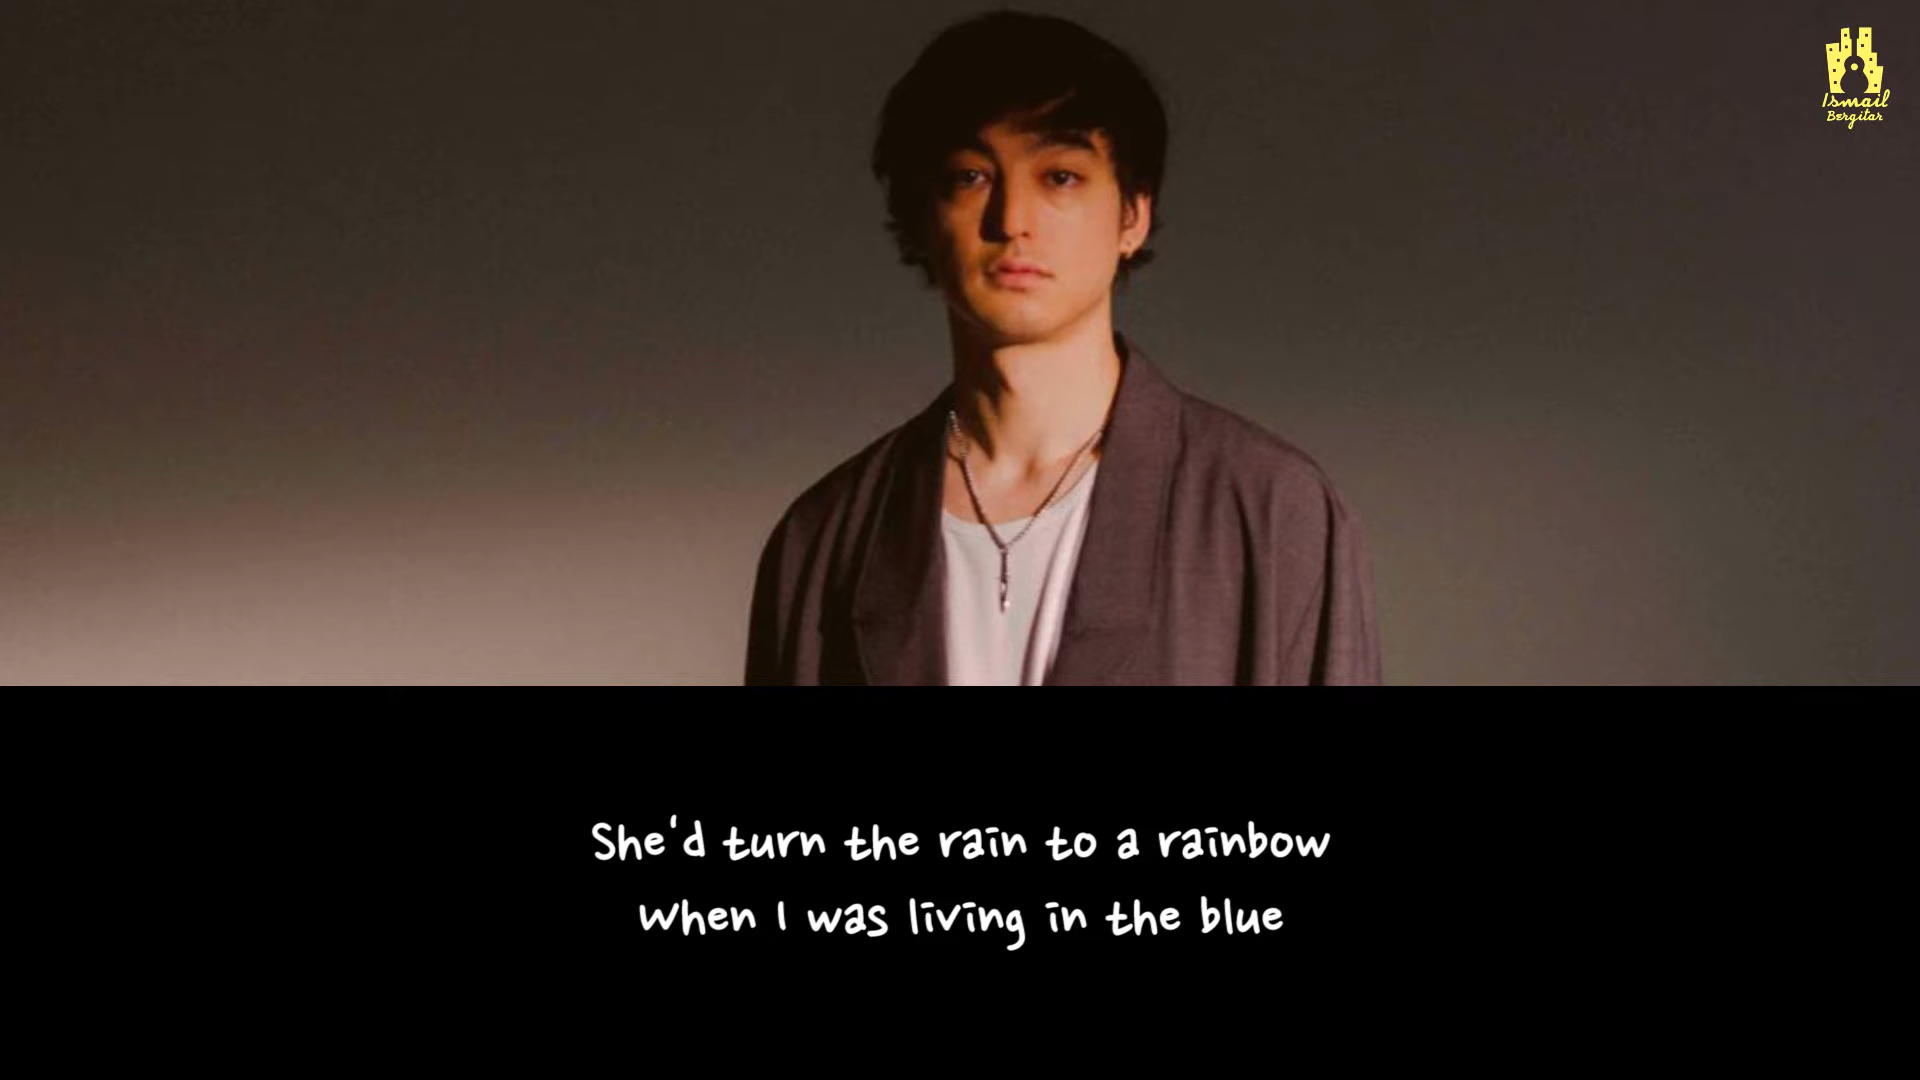 Ismail
Bergitar
She'd turn the rain to a rainbow
When I was living in the blue